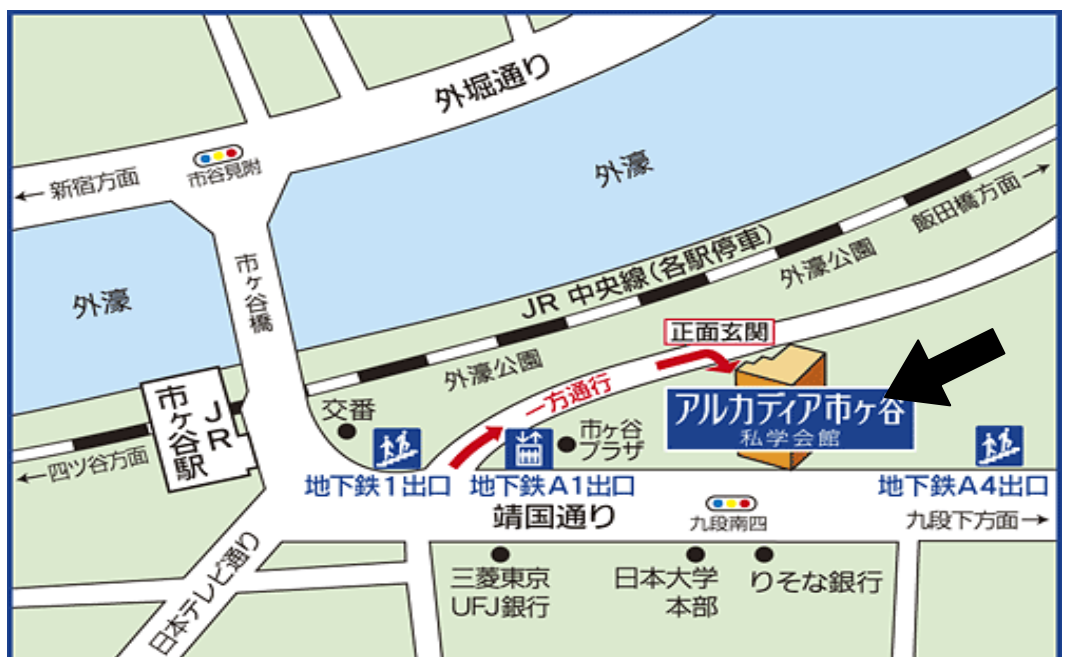 外堀通り
← 新宿方面
市谷見附
外濠
飯田橋方面 →
市ヶ谷橋
外濠
JR 中央線(各駅停車)
外濠公園
正面玄関
外濠公園
一方通行
アルカディア市ヶ谷
私学会館
JR
市ヶ谷駅
交番
市ヶ谷
プラザ
← 四ツ谷方面
地下鉄1出口
地下鉄A1出口
地下鉄A4出口
靖国通り
九段南四
九段下方面 →
日本テレビ通り
三菱東京
UFJ銀行
日本大学
本部
りそな銀行